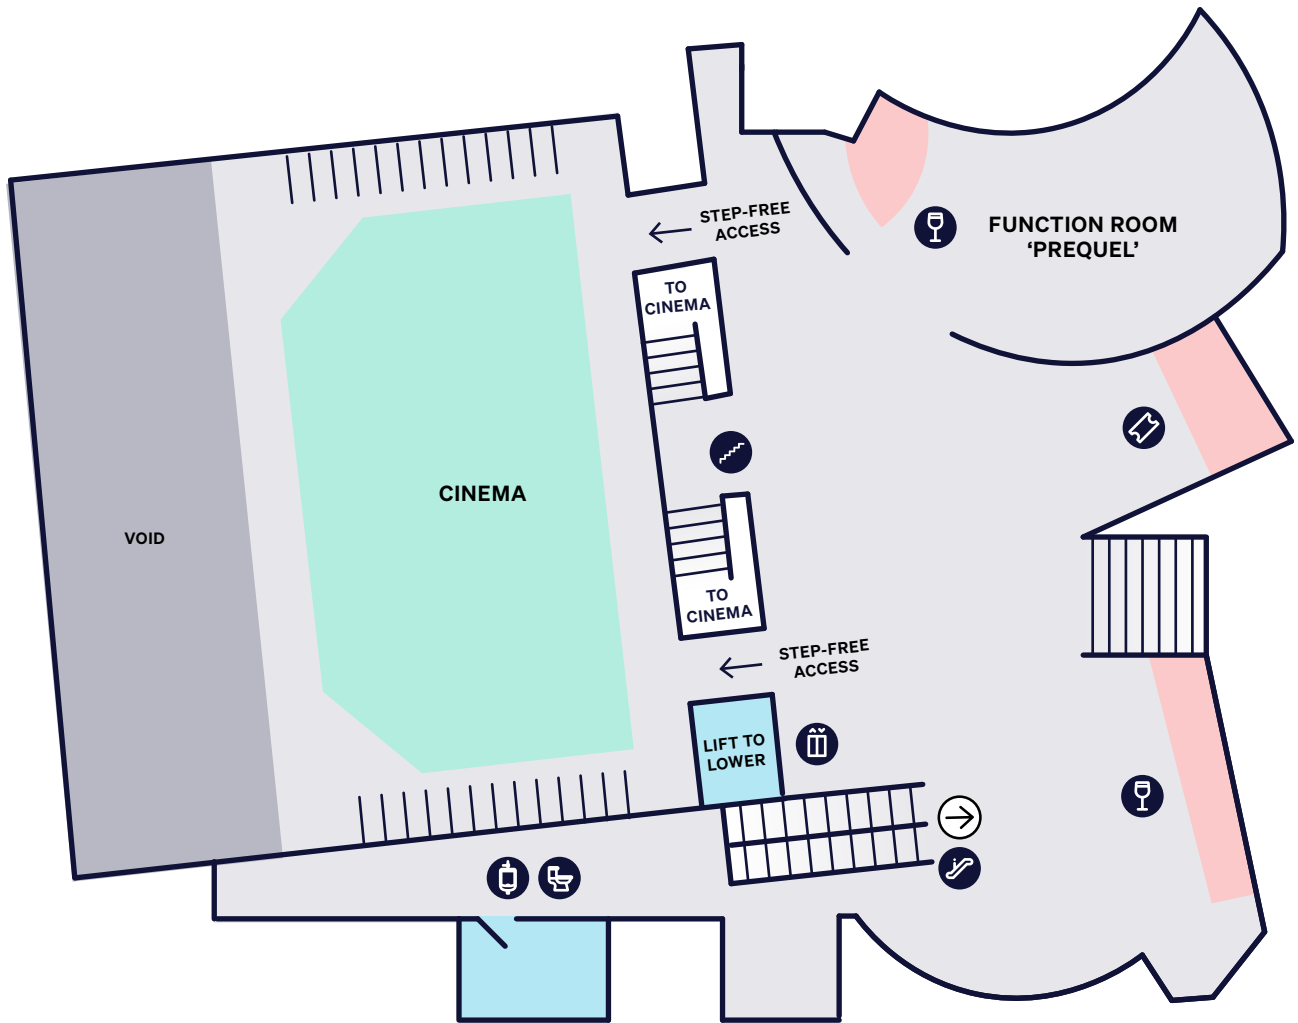 STEP-FREE
ACCESS
FUNCTION ROOM
‘PREQUEL’
TO
CINEMA
CINEMA
VOID
TO
CINEMA
STEP-FREE
ACCESS
LIFT TO
LOWER